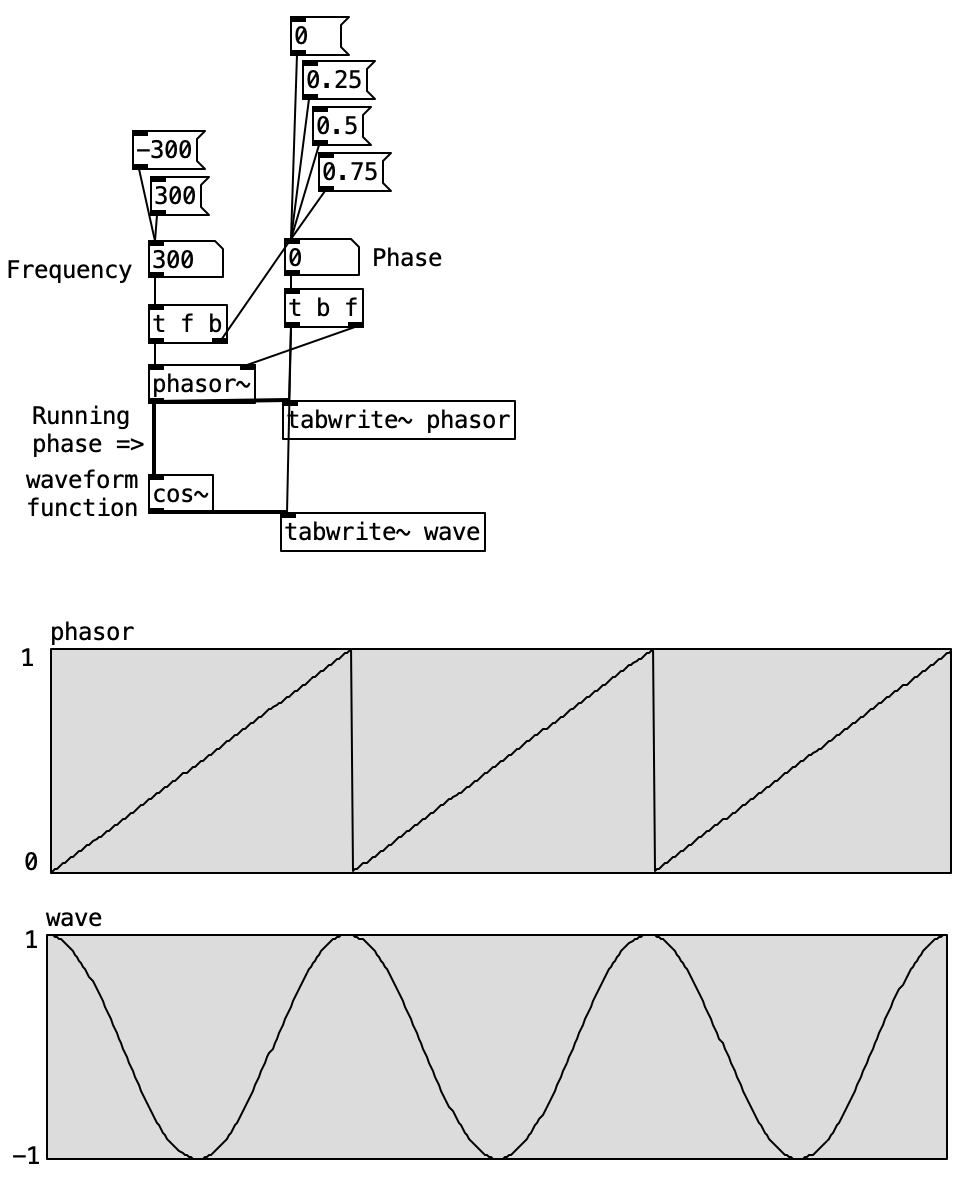 0
0.25
0.5
−300
0.75
300
Frequency
300
0
Phase
t f b
t b f
phasor~
Running
phase =>
tabwrite~ phasor
waveform
function
cos~
tabwrite~ wave
phasor
1
0
wave
1
−1